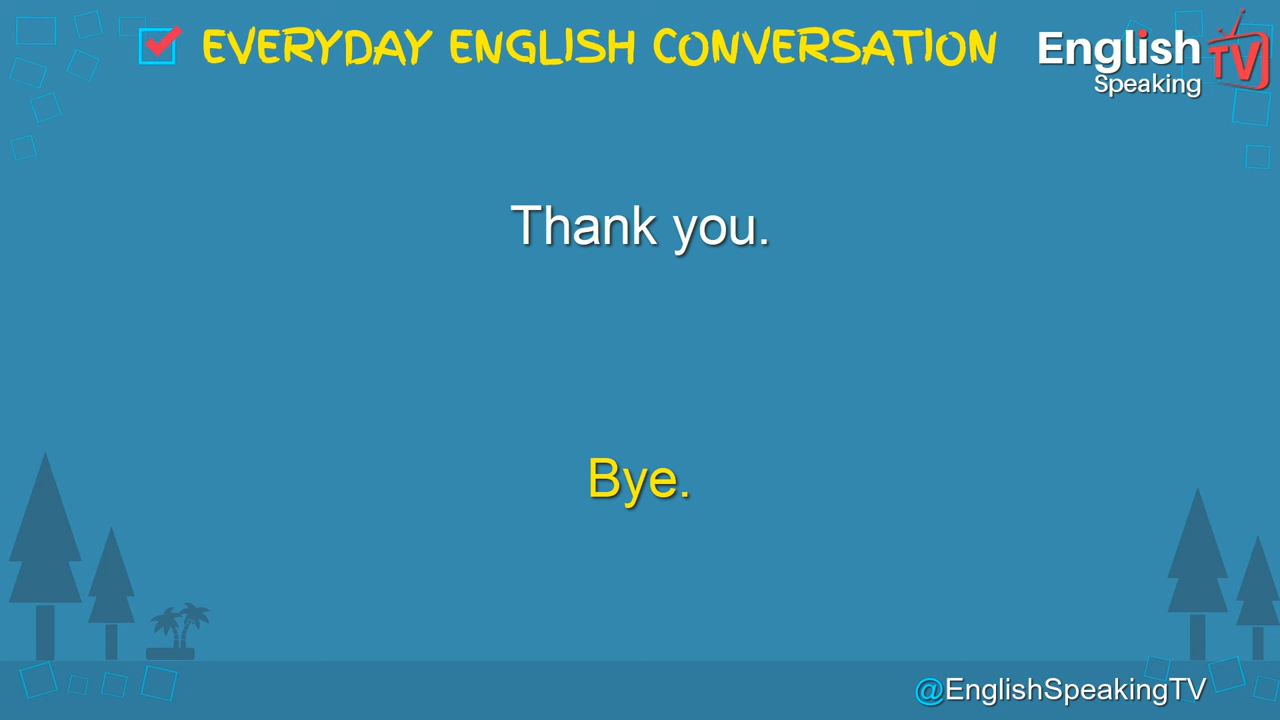 EVERYDAY ENGLISH CONVERSATION
English
Speaking
TV
Thank you.
Bye.
@EnglishSpeakingTV